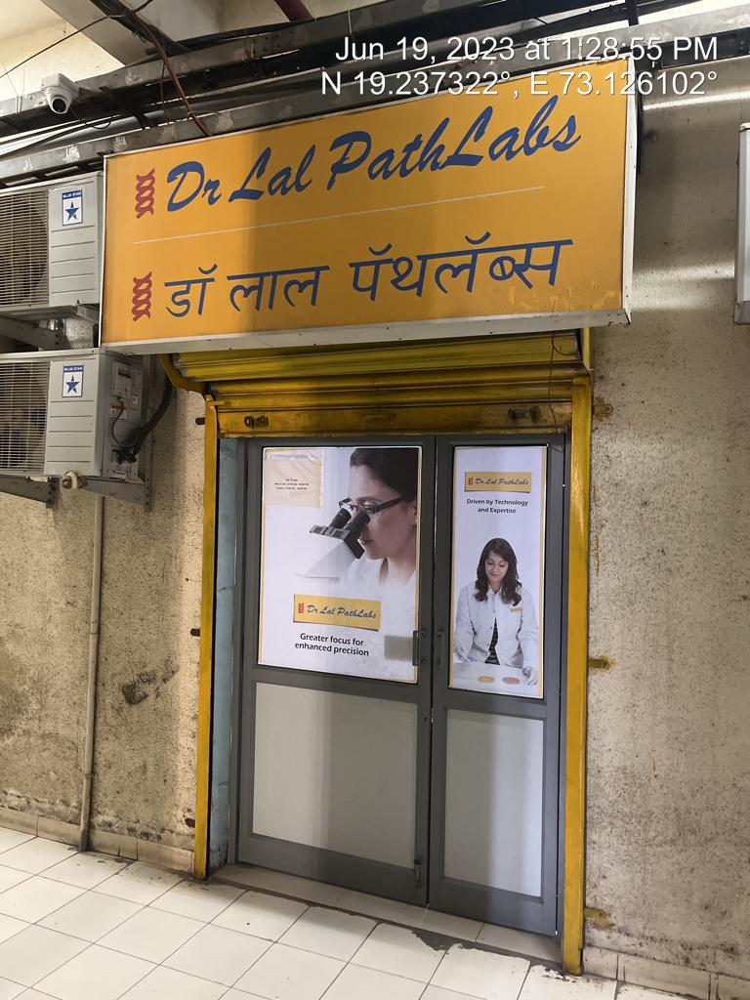 Jun 19, 2023 at 1:28:55 PM
N 19.237322°, E 73.126102°
Dr Lal PathLabs
डॉ लाल पॅथलॅब्स
BLUE STAR
BLUE STAR
Dr Lal PathLabs
Driven by Technology
and Expertise
Dr Lal PathLabs
Greater focus for
enhanced precision